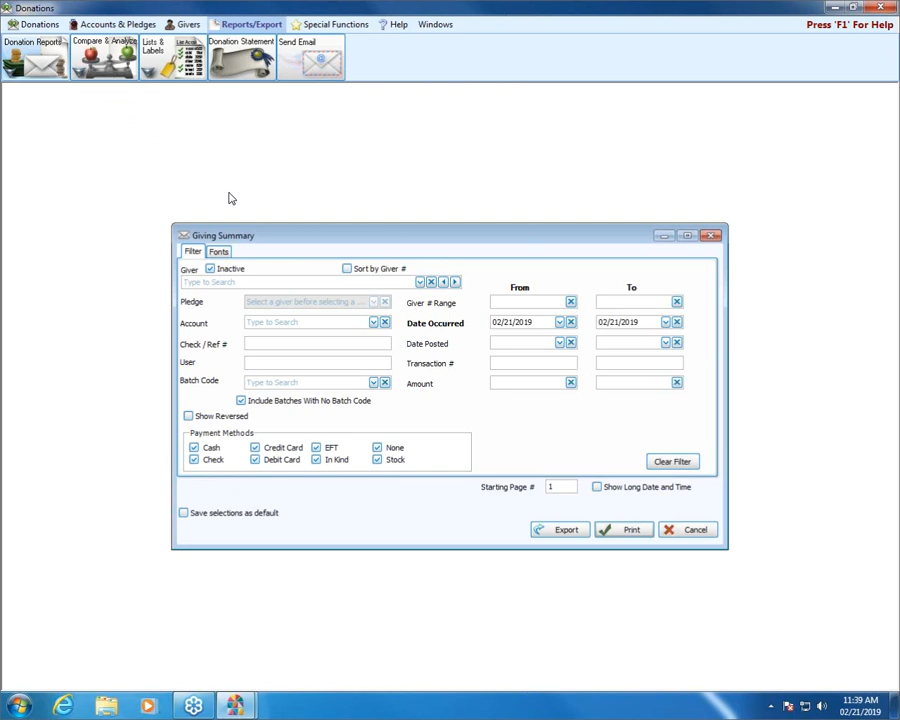 Donations
Donations Accounts & Pledges Givers Reports/Export Special Functions Help Windows Press 'F1' For Help
Donation Reports Compare & Analyze Lists & Labels Donation Statement Send Email
Giving Summary
Filter Fonts
Giver Inactive Sort by Giver #
Type to Search
From To
Pledge Select a giver before selecting a ... Giver # Range
Account Type to Search Date Occurred 02/21/2019 02/21/2019
Check / Ref # Date Posted
User Transaction #
Batch Code Type to Search Amount
Include Batches With No Batch Code
Show Reversed
Payment Methods
Cash Credit Card EFT None
Check Debit Card In Kind Stock
Clear Filter
Starting Page # 1 Show Long Date and Time
Save selections as default
Export Print Cancel
11:39 AM
02/21/2019